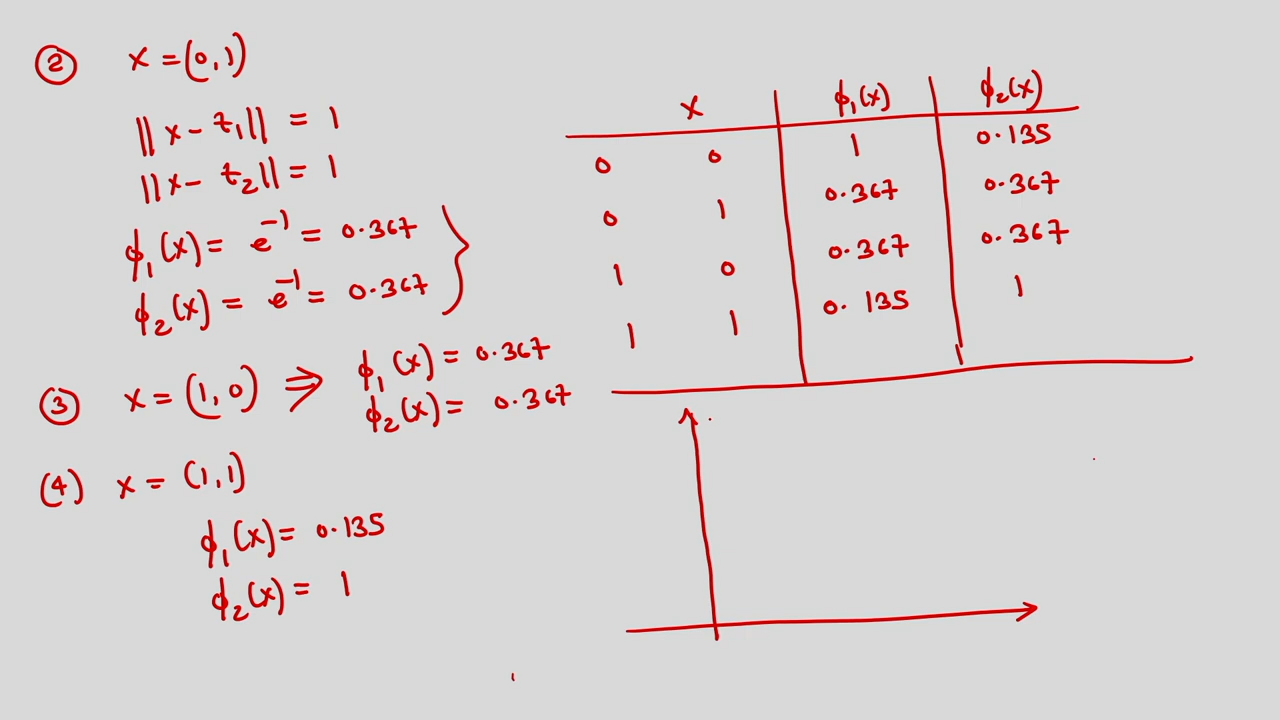 ② x = (0, 1)
||x - t₁|| = 1
||x - t₂|| = 1
ϕ₁(x) = e⁻¹ = 0.367
ϕ₂(x) = e⁻¹ = 0.367
③ x = (1, 0) ⇒ ϕ₁(x) = 0.367
ϕ₂(x) = 0.367
(4) x = (1, 1)
ϕ₁(x) = 0.135
ϕ₂(x) = 1
x ϕ₁(x) ϕ₂(x)
0 0 1 0.135
0 1 0.367 0.367
1 0 0.367 0.367
1 1 0.135 1